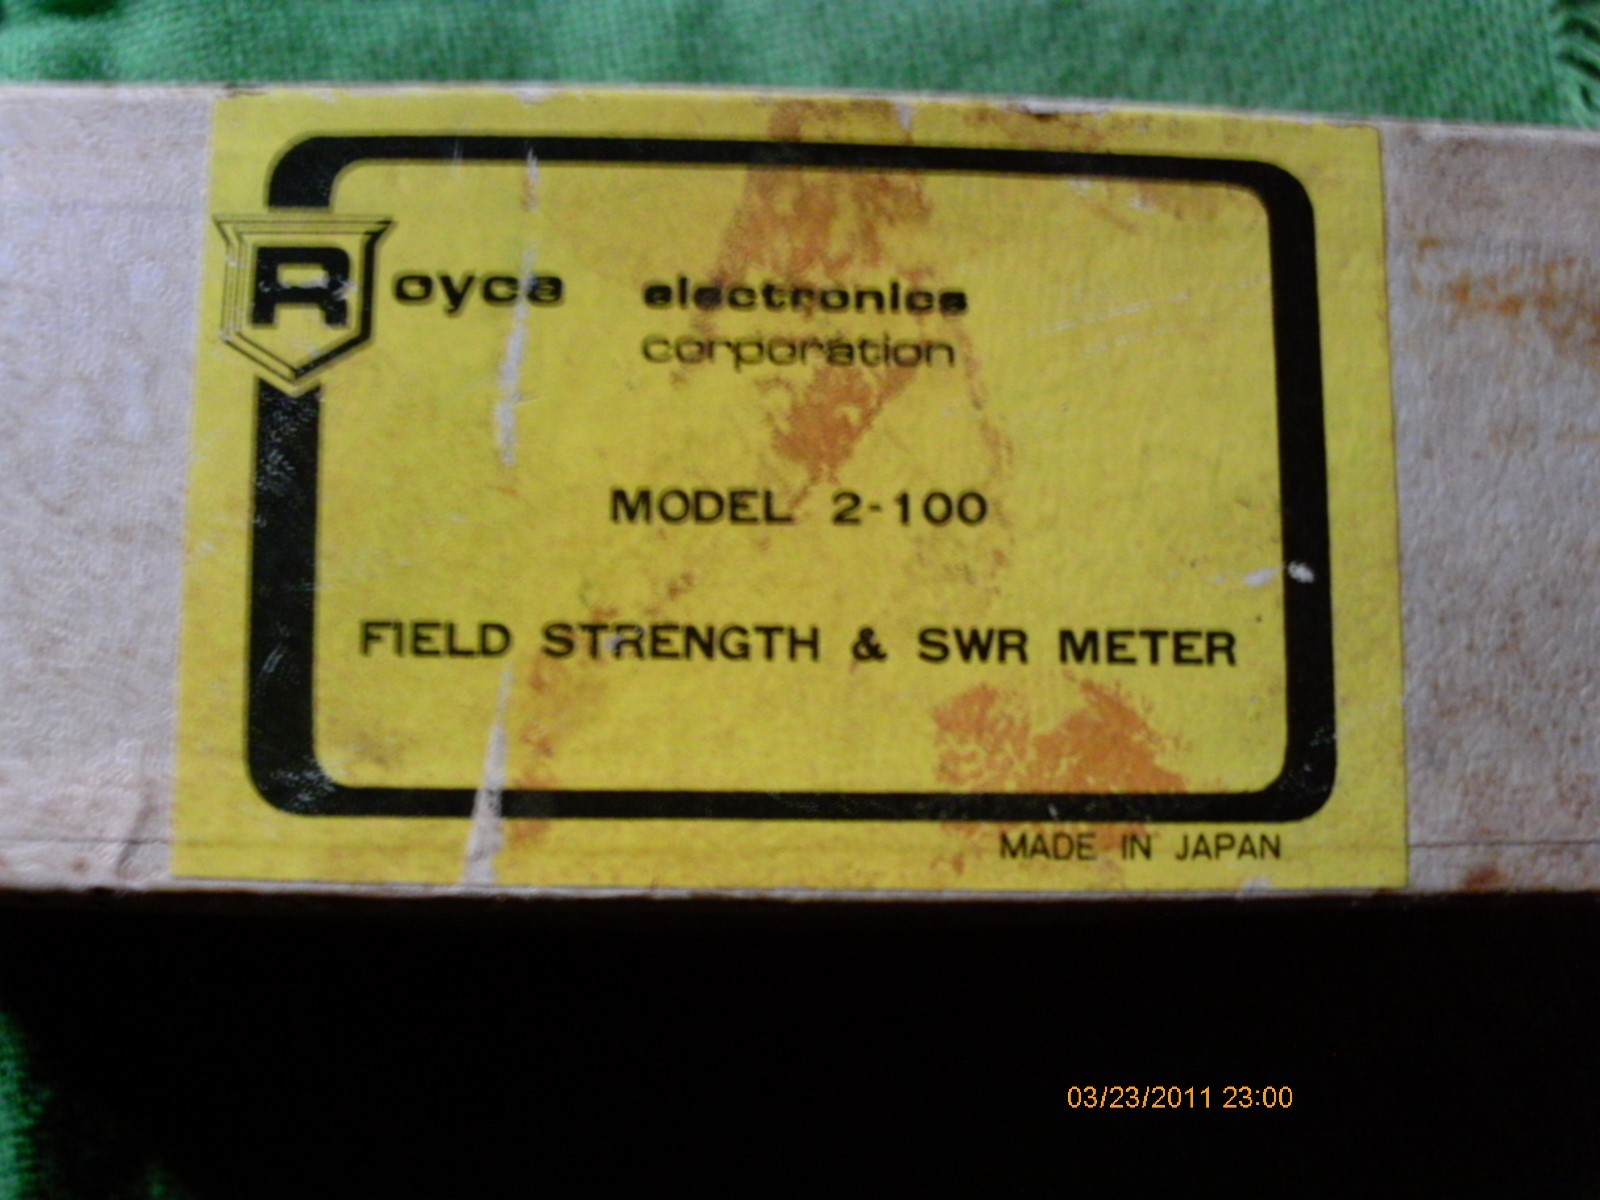 Royce electronics
corporation
MODEL 2-100
FIELD STRENGTH & SWR METER
MADE IN JAPAN
03/23/2011 23:00